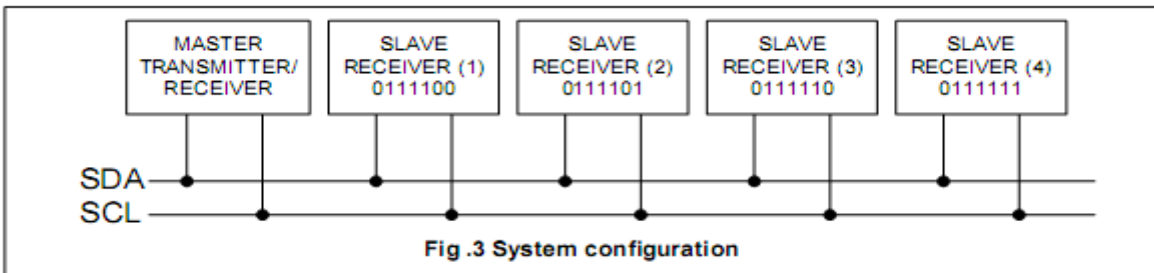 MASTER
TRANSMITTER/
RECEIVER
SLAVE
RECEIVER (1)
0111100
SLAVE
RECEIVER (2)
0111101
SLAVE
RECEIVER (3)
0111110
SLAVE
RECEIVER (4)
0111111
SDA
SCL
Fig .3 System configuration